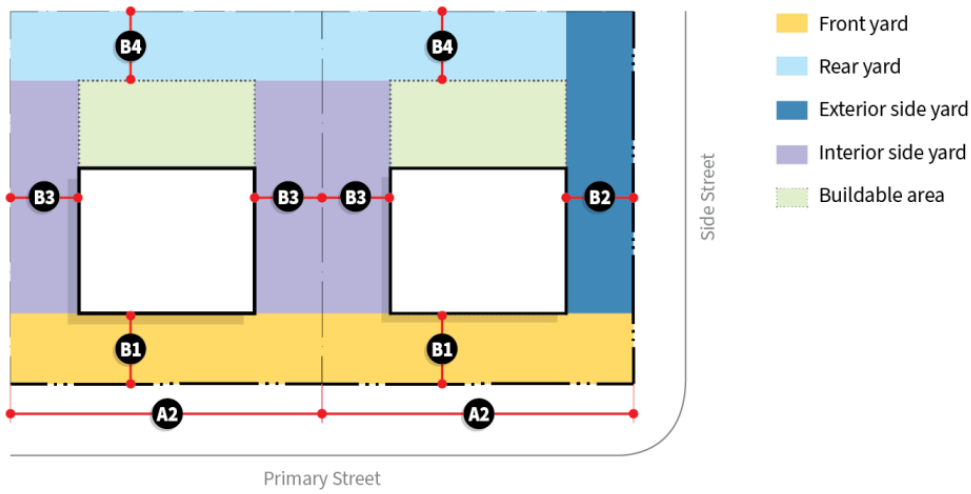 B4
B4
B3
B3
B3
B2
B1
B1
A2
A2
Primary Street
Side Street
Front yard
Rear yard
Exterior side yard
Interior side yard
Buildable area